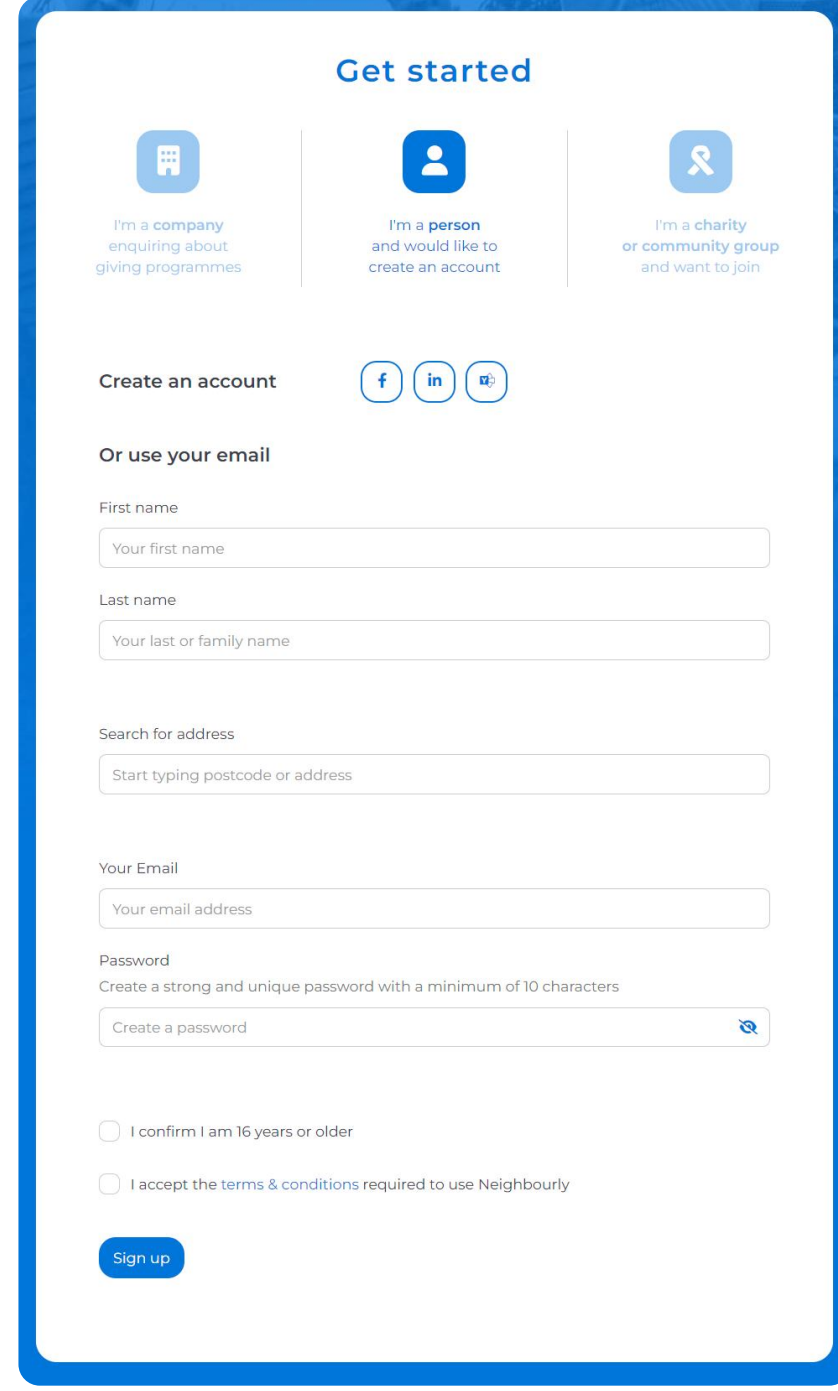 Get started
I'm a company
enquiring about
giving programmes
I'm a person
and would like to
create an account
I'm a charity
or community group
and want to join
Create an account
f
in
Or use your email
First name
Your first name
Last name
Your last or family name
Search for address
Start typing postcode or address
Your Email
Your email address
Password
Create a strong and unique password with a minimum of 10 characters
Create a password
I confirm I am 16 years or older
I accept the terms & conditions required to use Neighbourly
Sign up